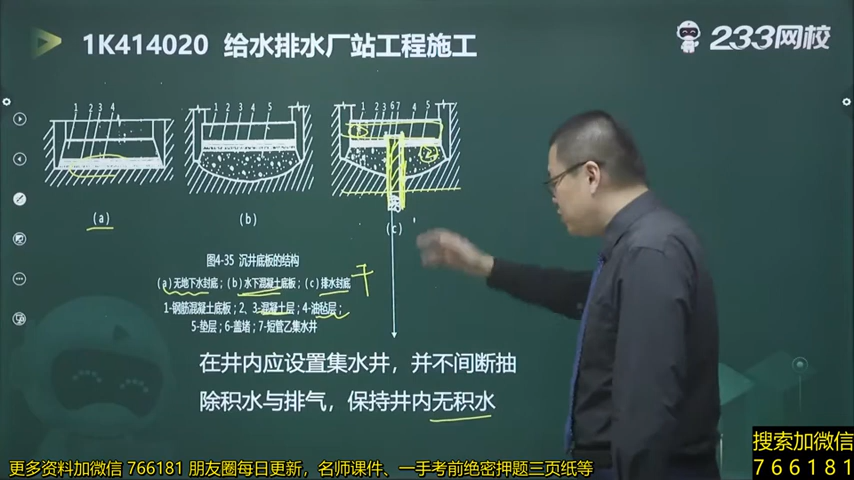 1K414020 给水排水厂站工程施工
233网校
1 2 3 4
1 2 3 4 5
1 2 3 6 7 4 5
(a)
(b)
(c)
图4-35 沉井底板的结构
(a)无地下水封底；(b)水下混凝土底板；(c)排水封底
干
1-钢筋混凝土底板；2、3-混凝土层；4-油毡层；
5-垫层；6-盖堵；7-短管乙集水井
在井内应设置集水井，并不间断抽
除积水与排气，保持井内无积水
搜索加微信
766181
更多资料加微信 766181 朋友圈每日更新，名师课件、一手考前绝密押题三页纸等